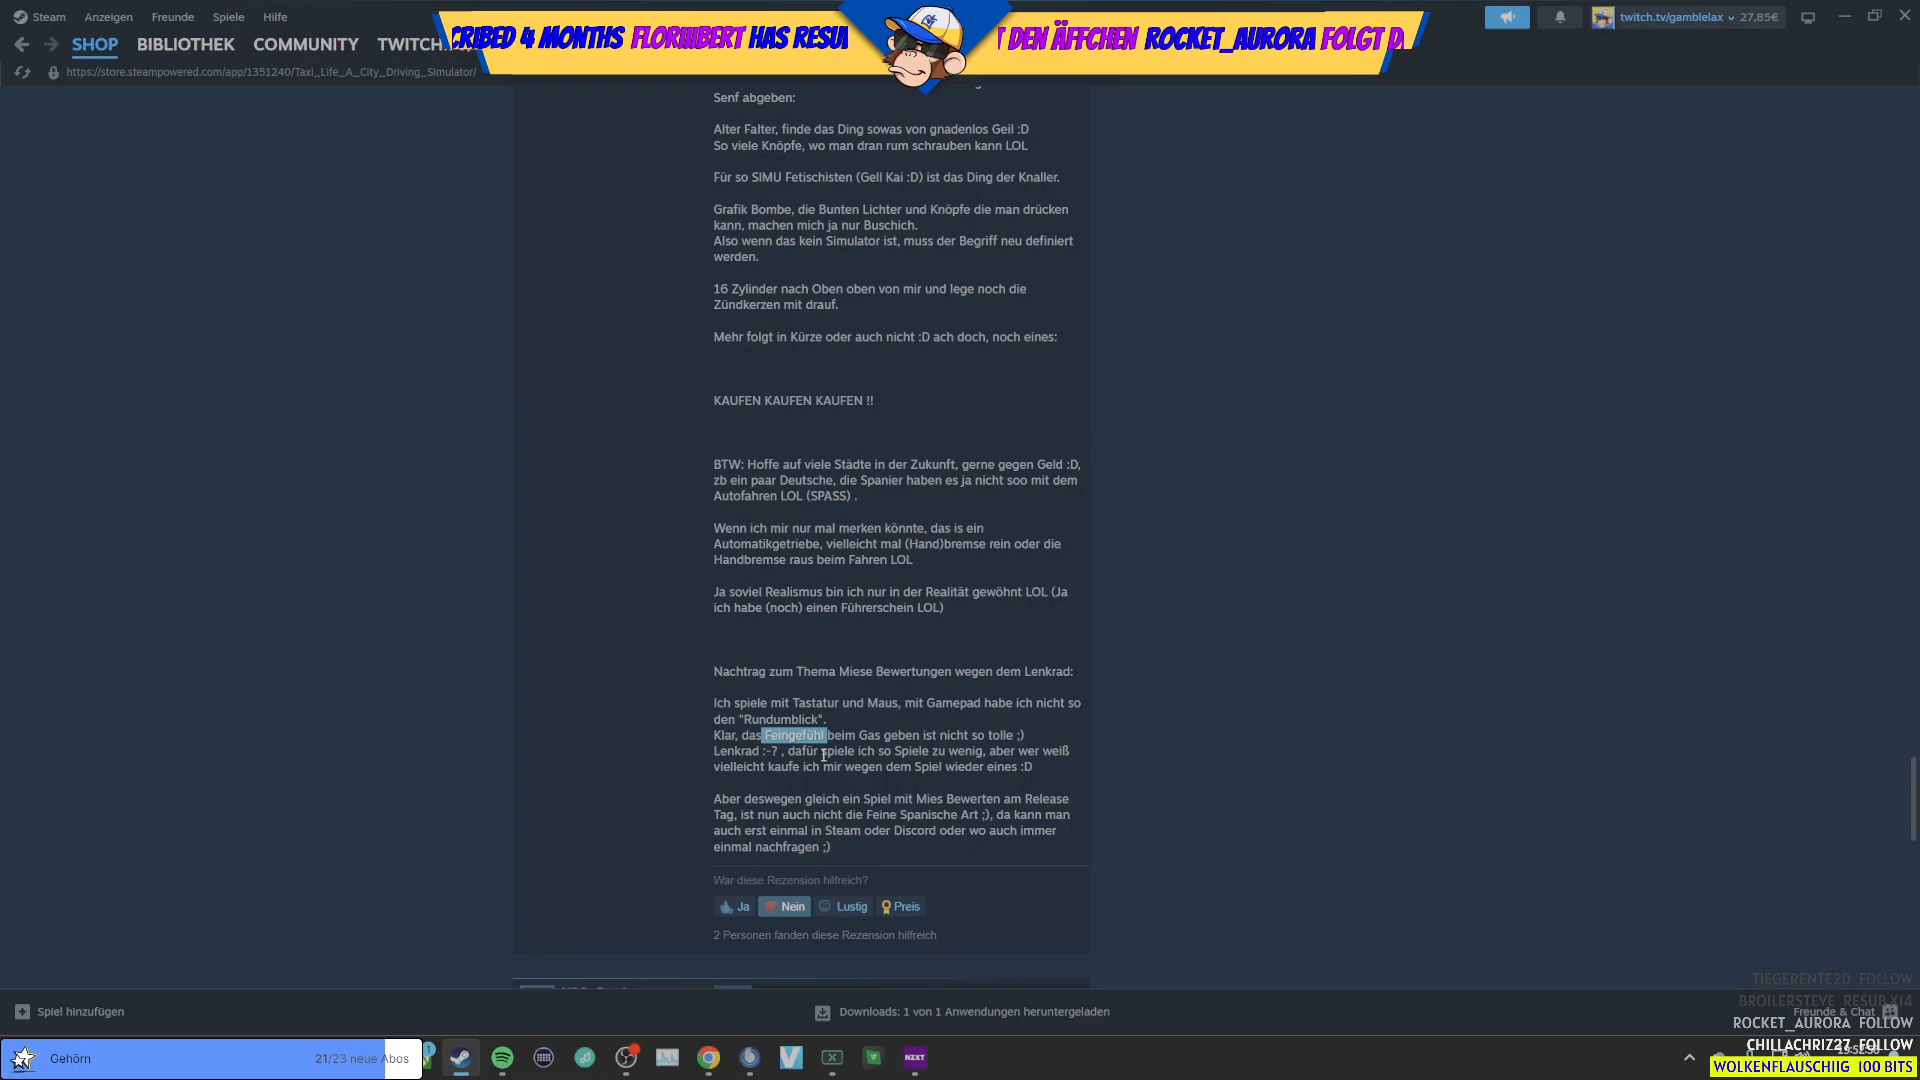 Steam Anzeigen Freunde Spiele Hilfe
twitch.tv/gamblelax 27,85€
CRIBED 4 MONTHS FLORIIIBERT HAS RESU
T DEN ÄFFCHEN ROCKET_AURORA FOLGT D
SHOP BIBLIOTHEK COMMUNITY TWITCH.
https://store.steampowered.com/app/1351240/Taxi_Life_A_City_Driving_Simulator/
Senf abgeben:
Alter Falter, finde das Ding sowas von gnadenlos Geil :D
So viele Knöpfe, wo man dran rum schrauben kann LOL
Für so SIMU Fetischisten (Gell Kai :D) ist das Ding der Knaller.
Grafik Bombe, die Bunten Lichter und Knöpfe die man drücken
kann, machen mich ja nur Buschich.
Also wenn das kein Simulator ist, muss der Begriff neu definiert
werden.
16 Zylinder nach Oben oben von mir und lege noch die
Zündkerzen mit drauf.
Mehr folgt in Kürze oder auch nicht :D ach doch, noch eines:
KAUFEN KAUFEN KAUFEN !!
BTW: Hoffe auf viele Städte in der Zukunft, gerne gegen Geld :D,
zb ein paar Deutsche, die Spanier haben es ja nicht soo mit dem
Autofahren LOL (SPASS) .
Wenn ich mir nur mal merken könnte, das is ein
Automatikgetriebe, vielleicht mal (Hand)bremse rein oder die
Handbremse raus beim Fahren LOL
Ja soviel Realismus bin ich nur in der Realität gewöhnt LOL (Ja
ich habe (noch) einen Führerschein LOL)
Nachtrag zum Thema Miese Bewertungen wegen dem Lenkrad:
Ich spiele mit Tastatur und Maus, mit Gamepad habe ich nicht so
den "Rundumblick".
Klar, das Feingefühl beim Gas geben ist nicht so tolle ;)
Lenkrad :-? , dafür spiele ich so Spiele zu wenig, aber wer weiß
vielleicht kaufe ich mir wegen dem Spiel wieder eines :D
Aber deswegen gleich ein Spiel mit Mies Bewerten am Release
Tag, ist nun auch nicht die Feine Spanische Art ;), da kann man
auch erst einmal in Steam oder Discord oder wo auch immer
einmal nachfragen ;)
War diese Rezension hilfreich?
Ja Nein Lustig Preis
2 Personen fanden diese Rezension hilfreich
TIEGERENTE20 FOLLOW
BROILERSTEVE RESUB X14
Spiel hinzufügen
Downloads: 1 von 1 Anwendungen heruntergeladen
Freunde & Chat
ROCKET_AURORA FOLLOW
CHILLACHRIZ27 FOLLOW
Gehörn 21/23 neue Abos
NZXT
WOLKENFLAUSCHIIG 100 BITS